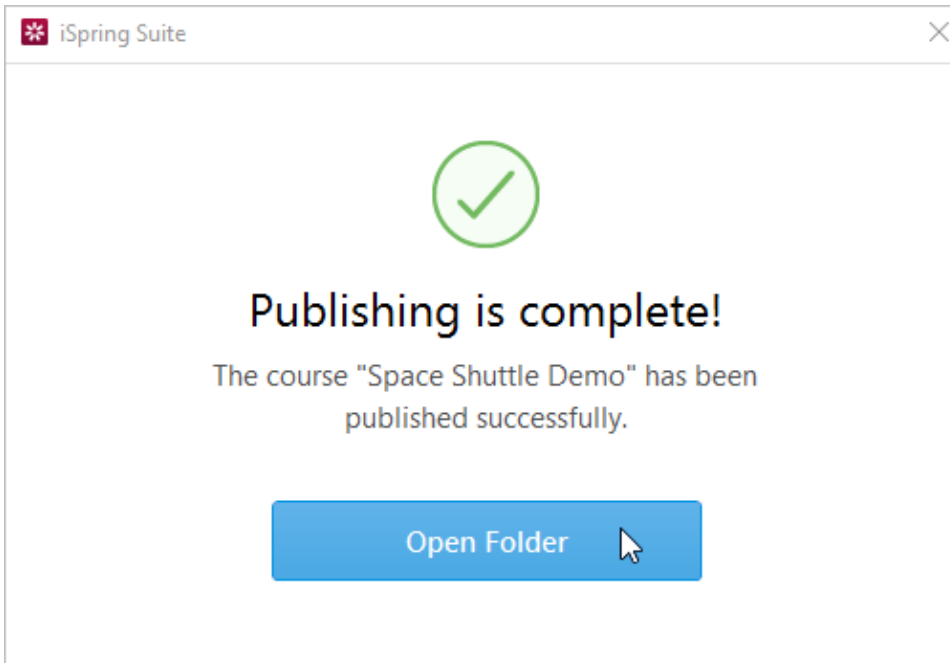 iSpring Suite
Publishing is complete!
The course "Space Shuttle Demo" has been
published successfully.
Open Folder